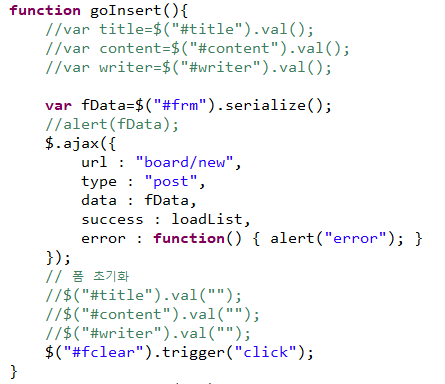 function goInsert(){
    //var title=$("#title").val();
    //var content=$("#content").val();
    //var writer=$("#writer").val();
    var fData=$("#frm").serialize();
    //alert(fData);
    $.ajax({
        url : "board/new",
        type : "post",
        data : fData,
        success : loadList,
        error : function() { alert("error"); }
    });
    // 폼 초기화
    //$("#title").val("");
    //$("#content").val("");
    //$("#writer").val("");
    $("#fclear").trigger("click");
}